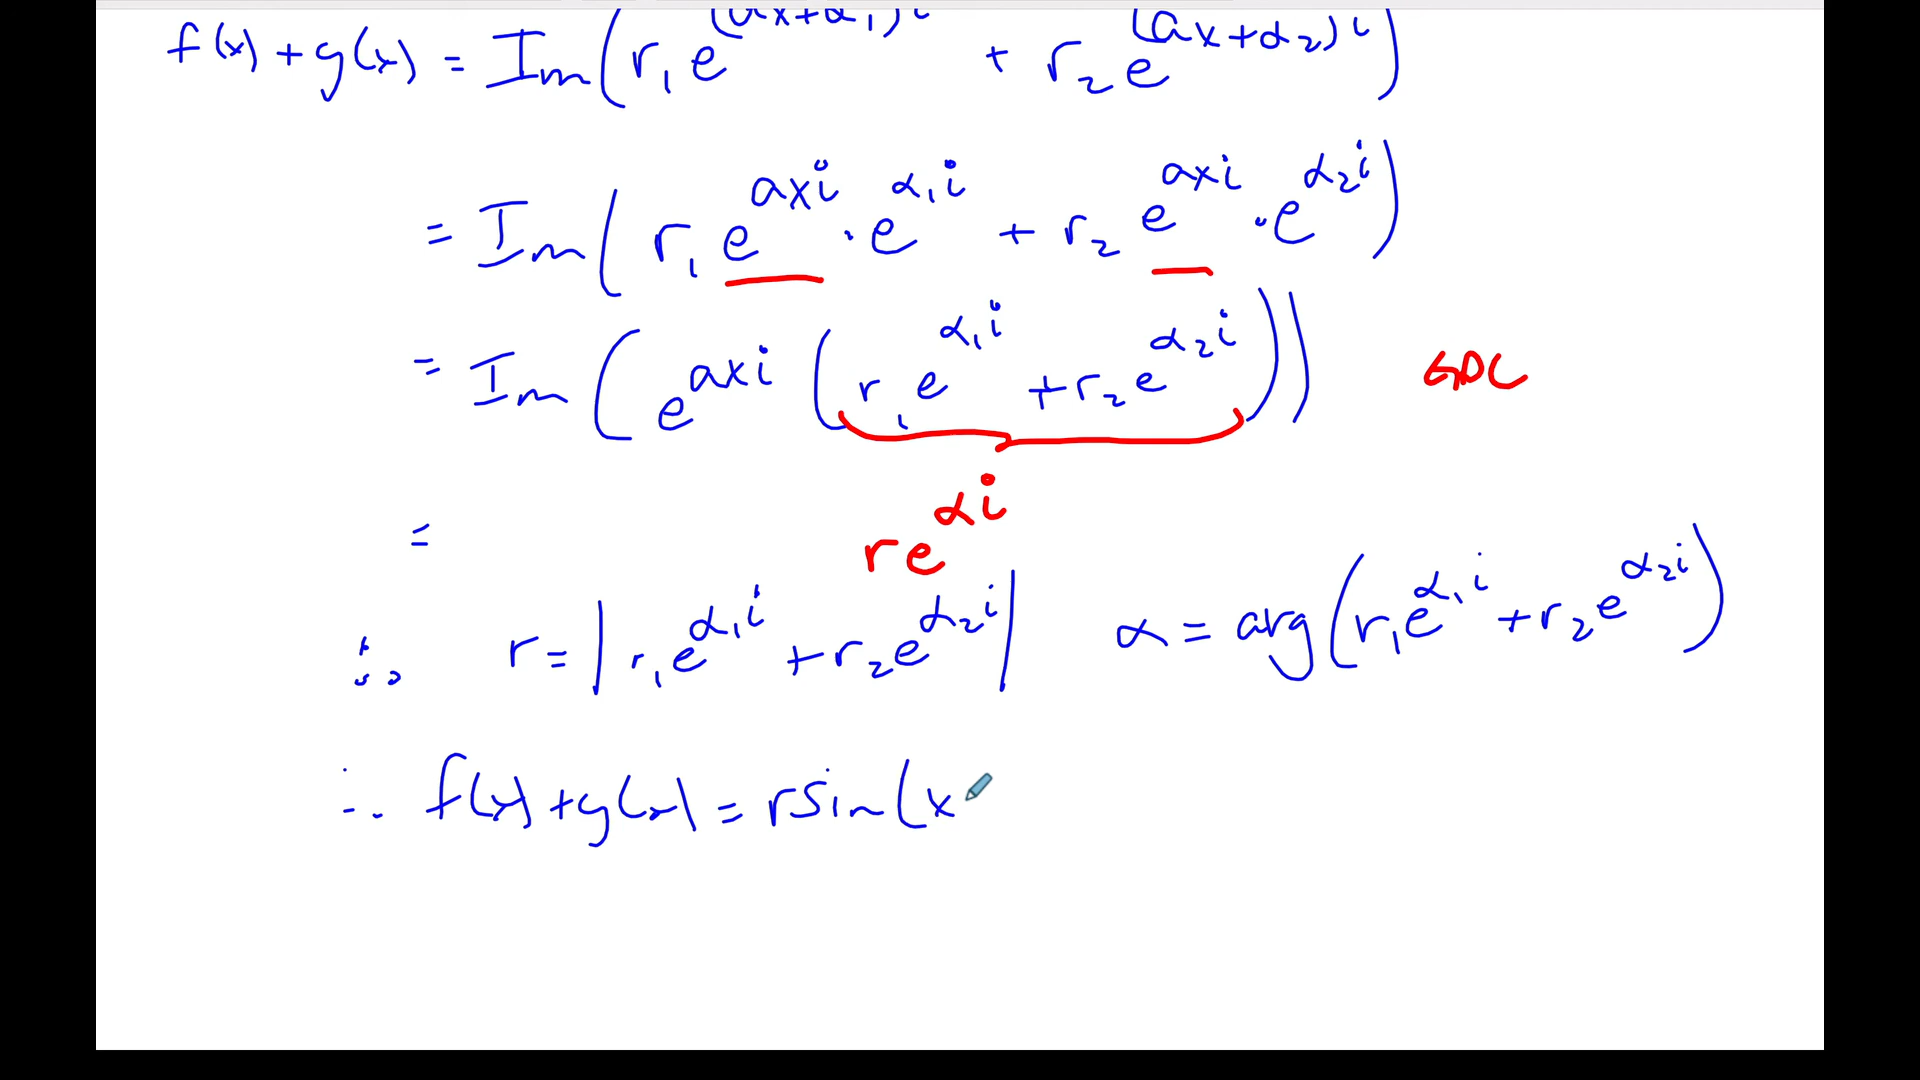 f(x) + g(x) = Im(r₁e^(ax+α₁)i + r₂e^(ax+α₂)i)
= Im(r₁e^axi · e^α₁i + r₂e^axi · e^α₂i)
= Im(e^axi(r₁e^α₁i + r₂e^α₂i)) GDC
= re^αi
∴ r = |r₁e^α₁i + r₂e^α₂i| α = arg(r₁e^α₁i + r₂e^α₂i)
∴ f(x) + g(x) = rsin(x